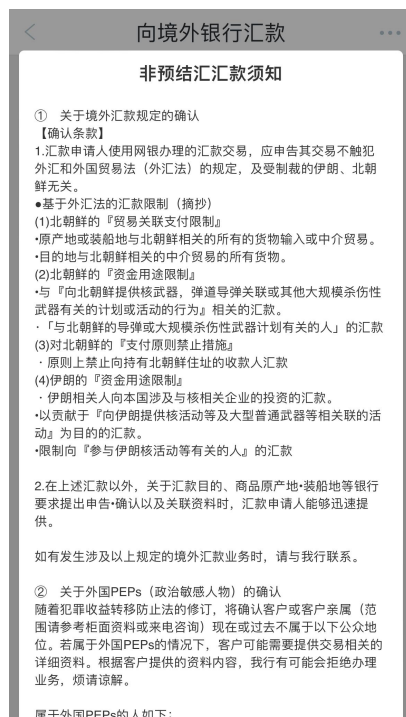 向境外银行汇款
非预结汇汇款须知
① 关于境外汇款规定的确认
【确认条款】
1.汇款申请人使用网银办理的汇款交易，应申告其交易不触犯
外汇和外国贸易法（外汇法）的规定，及受制裁的伊朗、北朝
鲜无关。
●基于外汇法的汇款限制（摘抄）
(1)北朝鲜的『贸易关联支付限制』
•原产地或装船地与北朝鲜相关的所有的货物输入或中介贸易。
•目的地与北朝鲜相关的中介贸易的所有货物。
(2)北朝鲜的『资金用途限制』
•与『向北朝鲜提供核武器，弹道导弹关联或其他大规模杀伤性
武器有关的计划或活动的行为』相关的汇款。
·「与北朝鲜的导弹或大规模杀伤性武器计划有关的人」的汇款
(3)对北朝鲜的『支付原则禁止措施』
· 原则上禁止向持有北朝鲜住址的收款人汇款
(4)伊朗的『资金用途限制』
· 伊朗相关人向本国涉及与核相关企业的投资的汇款。
•以贡献于『向伊朗提供核活动等及大型普通武器等相关联的活
动』为目的的汇款。
•限制向『参与伊朗核活动等有关的人』的汇款
2.在上述汇款以外，关于汇款目的、商品原产地•装船地等银行
要求提出申告•确认以及关联资料时，汇款申请人能够迅速提
供。
如有发生涉及以上规定的境外汇款业务时，请与我行联系。
② 关于外国PEPs（政治敏感人物）的确认
随着犯罪收益转移防止法的修订，将确认客户或客户亲属（范
围请参考柜面资料或来电咨询）现在或过去不属于以下公众地
位。若属于外国PEPs的情况下，客户可能需要提供交易相关的
详细资料。根据客户提供的资料内容，我行有可能会拒绝办理
业务，烦请谅解。
属于外国PEPs的人如下：